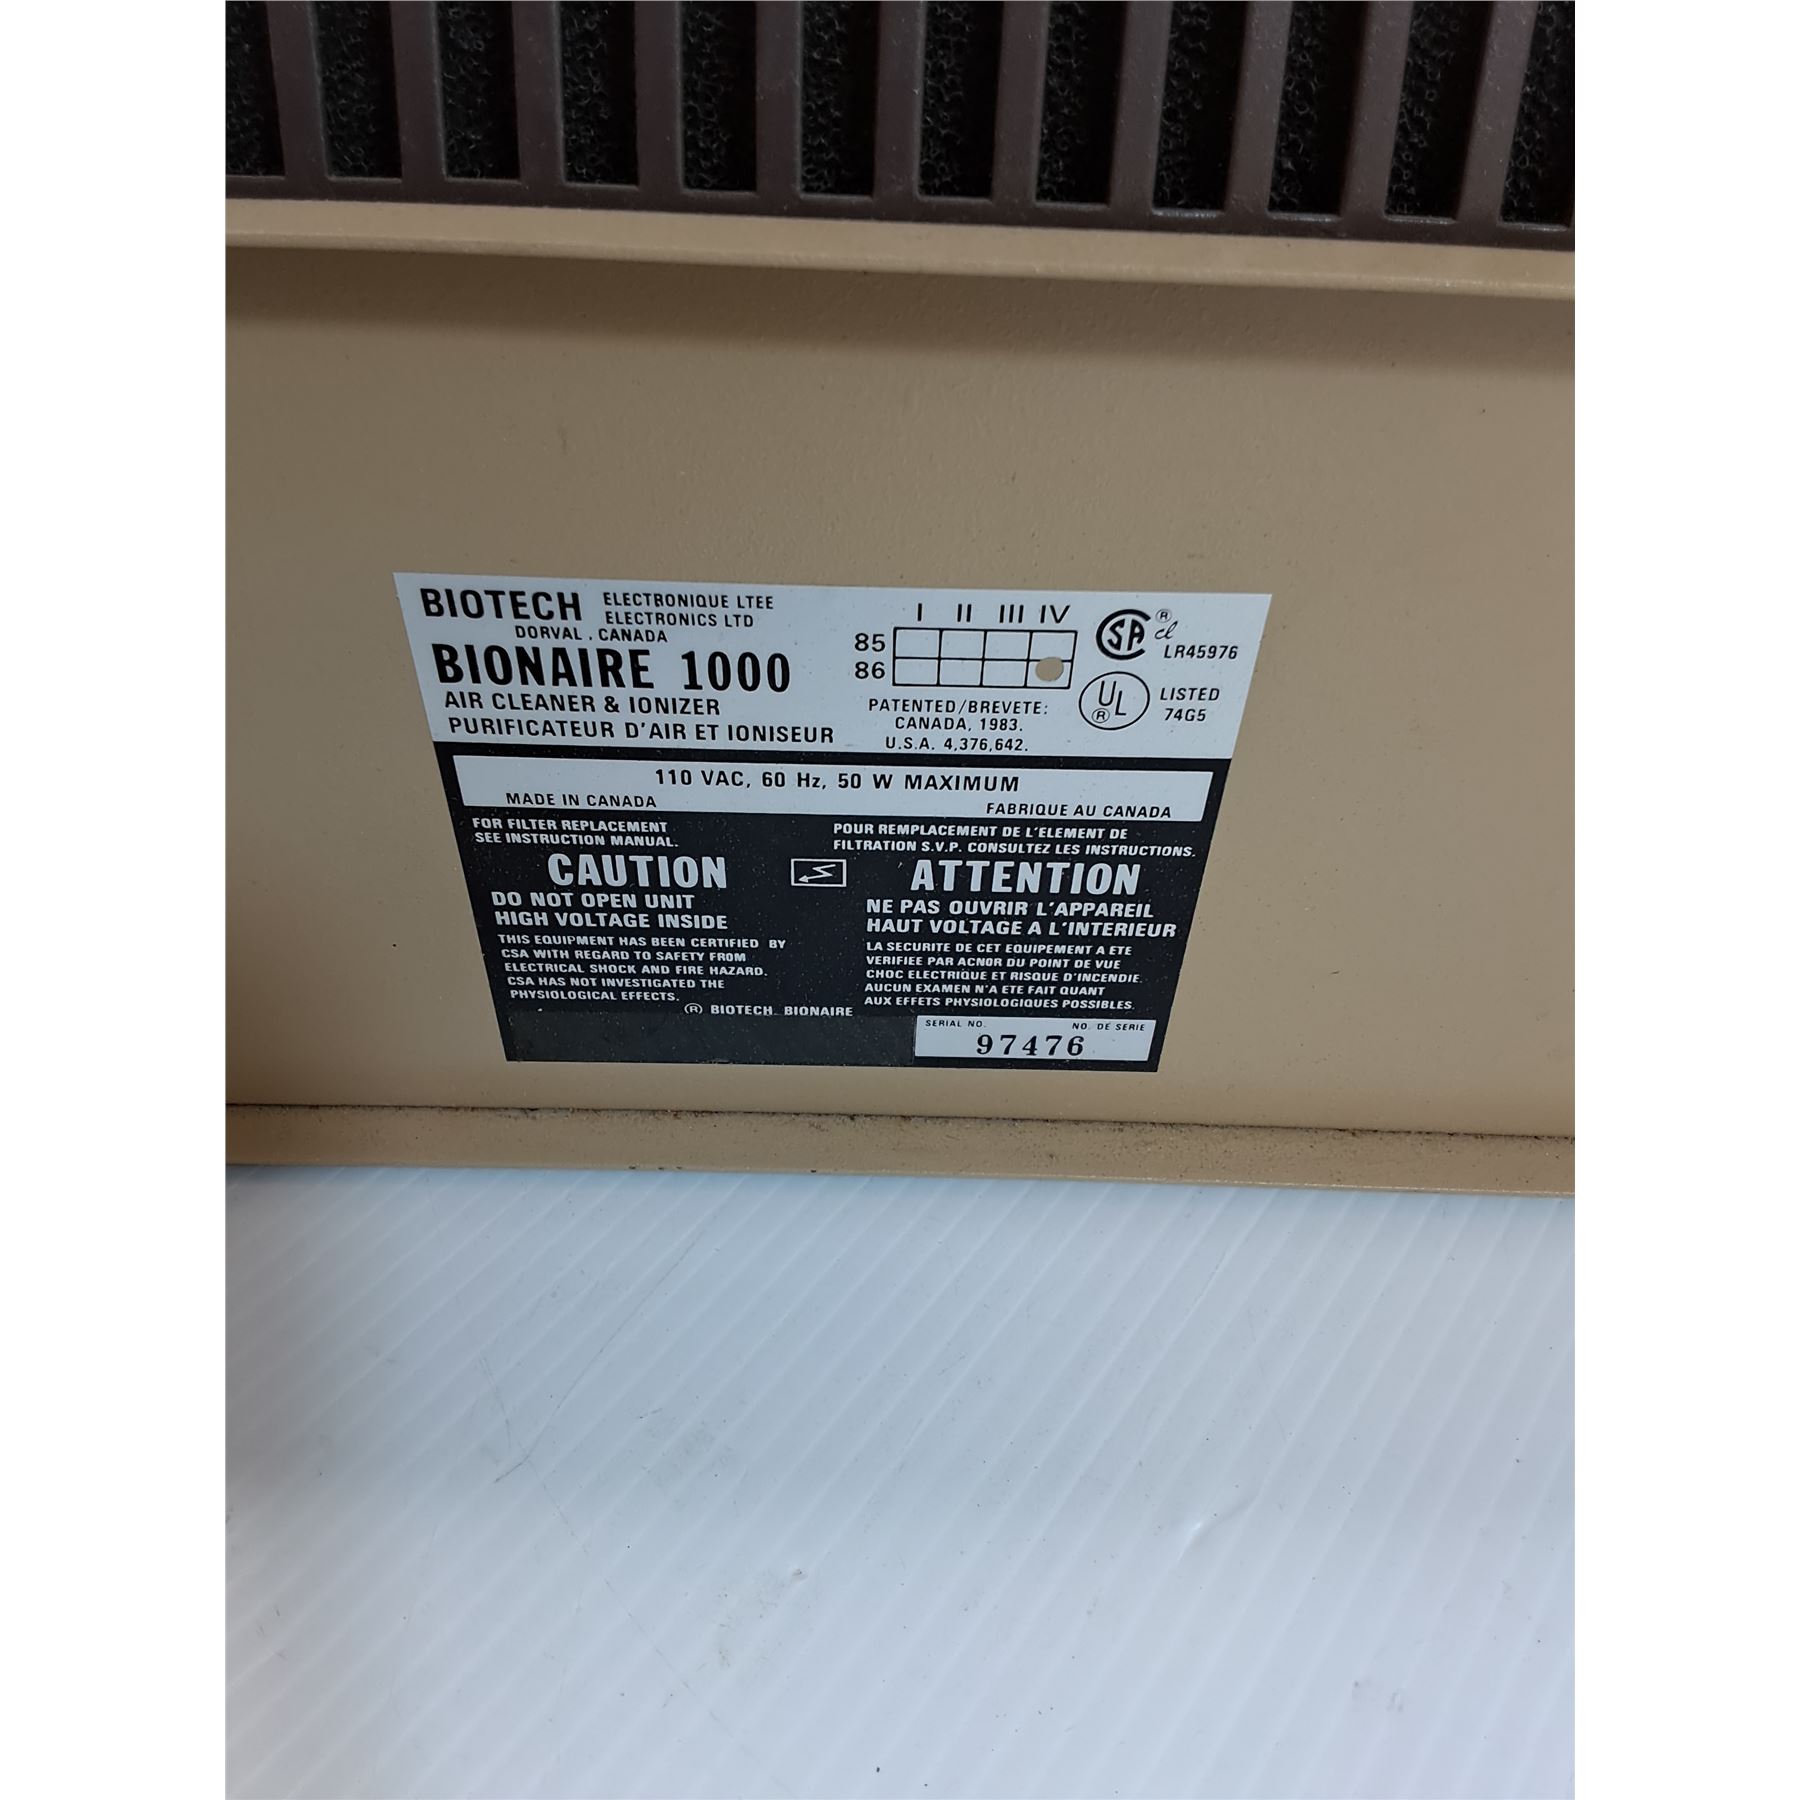 BIOTECH ELECTRONIQUE LTEE
ELECTRONICS LTD
DORVAL, CANADA
BIONAIRE 1000
AIR CLEANER & IONIZER
PURIFICATEUR D'AIR ET IONISEUR
I II III IV
85
86
PATENTED/BREVETE:
CANADA, 1983.
U.S.A. 4,376,642.
SA ® cl
LR45976
UL ®
LISTED
74G5
110 VAC, 60 Hz, 50 W MAXIMUM
MADE IN CANADA
FABRIQUE AU CANADA
FOR FILTER REPLACEMENT
SEE INSTRUCTION MANUAL.
CAUTION
DO NOT OPEN UNIT
HIGH VOLTAGE INSIDE
THIS EQUIPMENT HAS BEEN CERTIFIED BY
CSA WITH REGARD TO SAFETY FROM
ELECTRICAL SHOCK AND FIRE HAZARD.
CSA HAS NOT INVESTIGATED THE
PHYSIOLOGICAL EFFECTS.
POUR REMPLACEMENT DE L'ELEMENT DE
FILTRATION S.V.P. CONSULTEZ LES INSTRUCTIONS.
ATTENTION
NE PAS OUVRIR L'APPAREIL
HAUT VOLTAGE A L'INTERIEUR
LA SECURITE DE CET EQUIPEMENT A ETE
VERIFIEE PAR ACNOR DU POINT DE VUE
CHOC ELECTRIQUE ET RISQUE D'INCENDIE.
AUCUN EXAMEN N'A ETE FAIT QUANT
AUX EFFETS PHYSIOLOGIQUES POSSIBLES.
® BIOTECH. BIONAIRE
SERIAL NO. NO. DE SERIE
97476